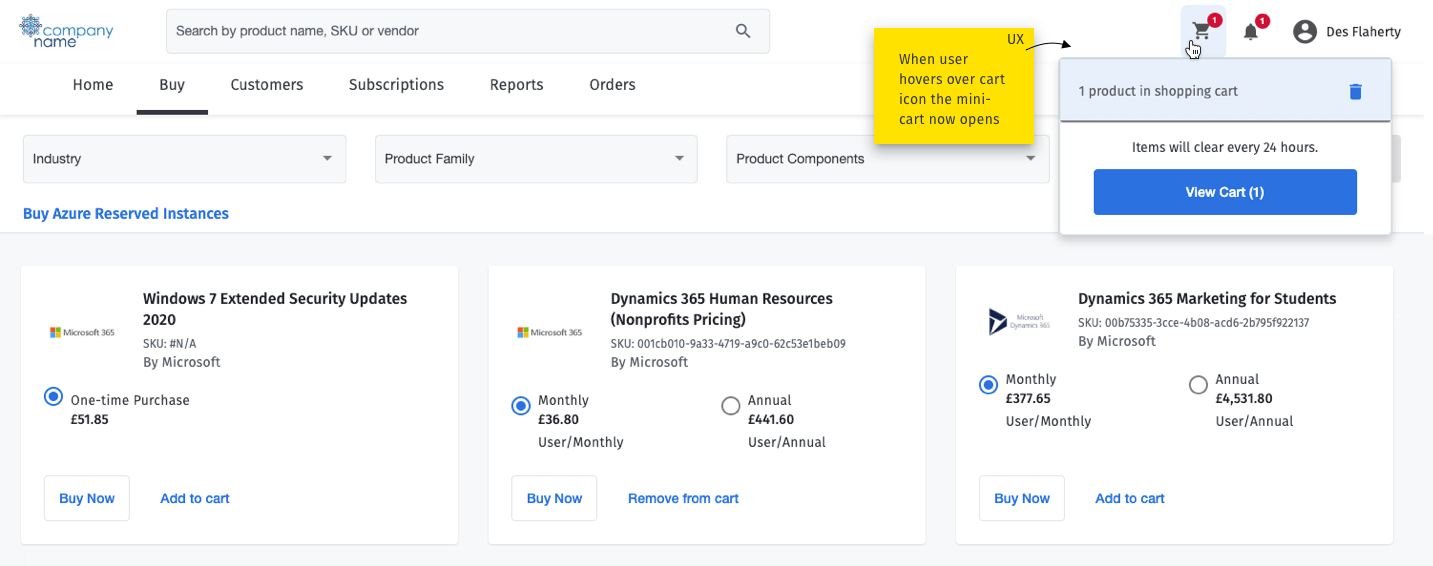 company
name
Search by product name, SKU or vendor
1
1
Des Flaherty
UX
When user
hovers over cart
icon the mini-
cart now opens
Home
Buy
Customers
Subscriptions
Reports
Orders
1 product in shopping cart
Items will clear every 24 hours.
View Cart (1)
Industry
Product Family
Product Components
Buy Azure Reserved Instances
Microsoft 365
Windows 7 Extended Security Updates
2020
SKU: #N/A
By Microsoft
One-time Purchase
£51.85
Buy Now
Add to cart
Microsoft 365
Dynamics 365 Human Resources
(Nonprofits Pricing)
SKU: 001cb010-9a33-4719-a9c0-62c53e1beb09
By Microsoft
Monthly
£36.80
User/Monthly
Annual
£441.60
User/Annual
Buy Now
Remove from cart
Microsoft
Dynamics 365
Dynamics 365 Marketing for Students
SKU: 00b75335-3cce-4b08-acd6-2b795f922137
By Microsoft
Monthly
£377.65
User/Monthly
Annual
£4,531.80
User/Annual
Buy Now
Add to cart